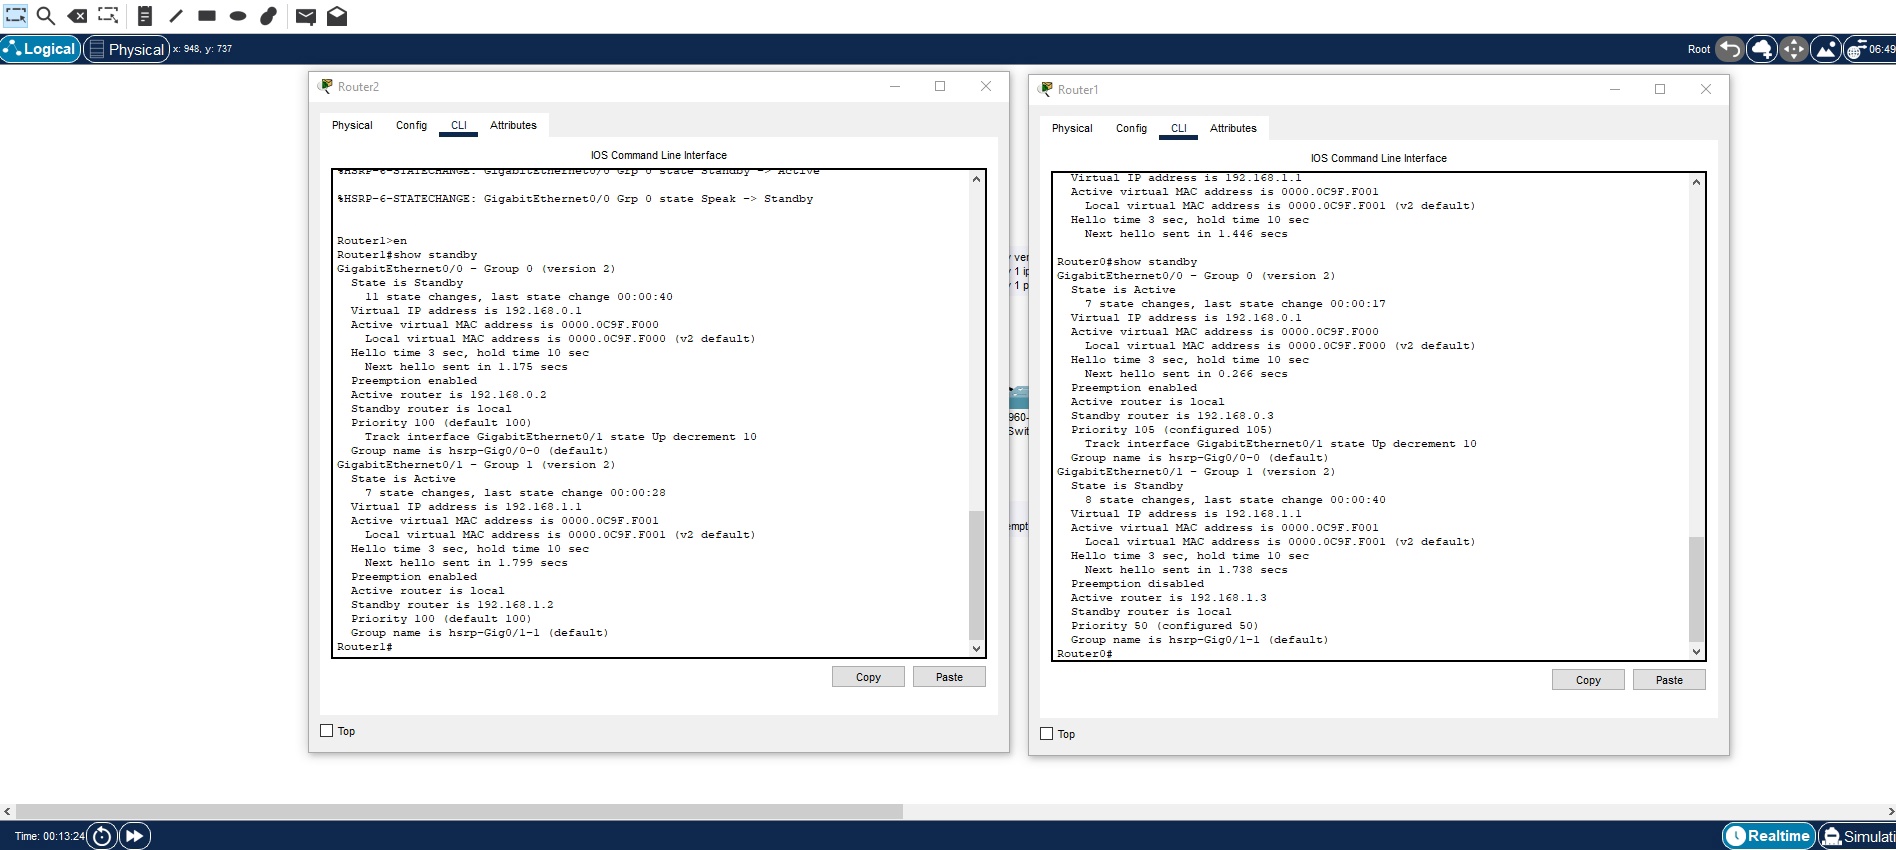 Logical
Physical
x: 948, y: 737
Root
06:49
Router2
Physical
Config
CLI
Attributes
IOS Command Line Interface
%HSRP-6-STATECHANGE: GigabitEthernet0/0 Grp 0 state Standby -> Active
%HSRP-6-STATECHANGE: GigabitEthernet0/0 Grp 0 state Speak -> Standby
Router1>en
Router1#show standby
GigabitEthernet0/0 - Group 0 (version 2)
State is Standby
11 state changes, last state change 00:00:40
Virtual IP address is 192.168.0.1
Active virtual MAC address is 0000.0C9F.F000
Local virtual MAC address is 0000.0C9F.F000 (v2 default)
Hello time 3 sec, hold time 10 sec
Next hello sent in 1.175 secs
Preemption enabled
Active router is 192.168.0.2
Standby router is local
Priority 100 (default 100)
Track interface GigabitEthernet0/1 state Up decrement 10
Group name is hsrp-Gig0/0-0 (default)
GigabitEthernet0/1 - Group 1 (version 2)
State is Active
7 state changes, last state change 00:00:28
Virtual IP address is 192.168.1.1
Active virtual MAC address is 0000.0C9F.F001
Local virtual MAC address is 0000.0C9F.F001 (v2 default)
Hello time 3 sec, hold time 10 sec
Next hello sent in 1.799 secs
Preemption enabled
Active router is local
Standby router is 192.168.1.2
Priority 100 (default 100)
Group name is hsrp-Gig0/1-1 (default)
Router1#
Copy
Paste
Top
Router1
Physical
Config
CLI
Attributes
IOS Command Line Interface
Virtual IP address is 192.168.1.1
Active virtual MAC address is 0000.0C9F.F001
Local virtual MAC address is 0000.0C9F.F001 (v2 default)
Hello time 3 sec, hold time 10 sec
Next hello sent in 1.446 secs
Router0#show standby
GigabitEthernet0/0 - Group 0 (version 2)
State is Active
7 state changes, last state change 00:00:17
Virtual IP address is 192.168.0.1
Active virtual MAC address is 0000.0C9F.F000
Local virtual MAC address is 0000.0C9F.F000 (v2 default)
Hello time 3 sec, hold time 10 sec
Next hello sent in 0.266 secs
Preemption enabled
Active router is local
Standby router is 192.168.0.3
Priority 105 (configured 105)
Track interface GigabitEthernet0/1 state Up decrement 10
Group name is hsrp-Gig0/0-0 (default)
GigabitEthernet0/1 - Group 1 (version 2)
State is Standby
8 state changes, last state change 00:00:40
Virtual IP address is 192.168.1.1
Active virtual MAC address is 0000.0C9F.F001
Local virtual MAC address is 0000.0C9F.F001 (v2 default)
Hello time 3 sec, hold time 10 sec
Next hello sent in 1.738 secs
Preemption disabled
Active router is 192.168.1.3
Standby router is local
Priority 50 (configured 50)
Group name is hsrp-Gig0/1-1 (default)
Router0#
Copy
Paste
Top
Time: 00:13:24
Realtime
Simulati